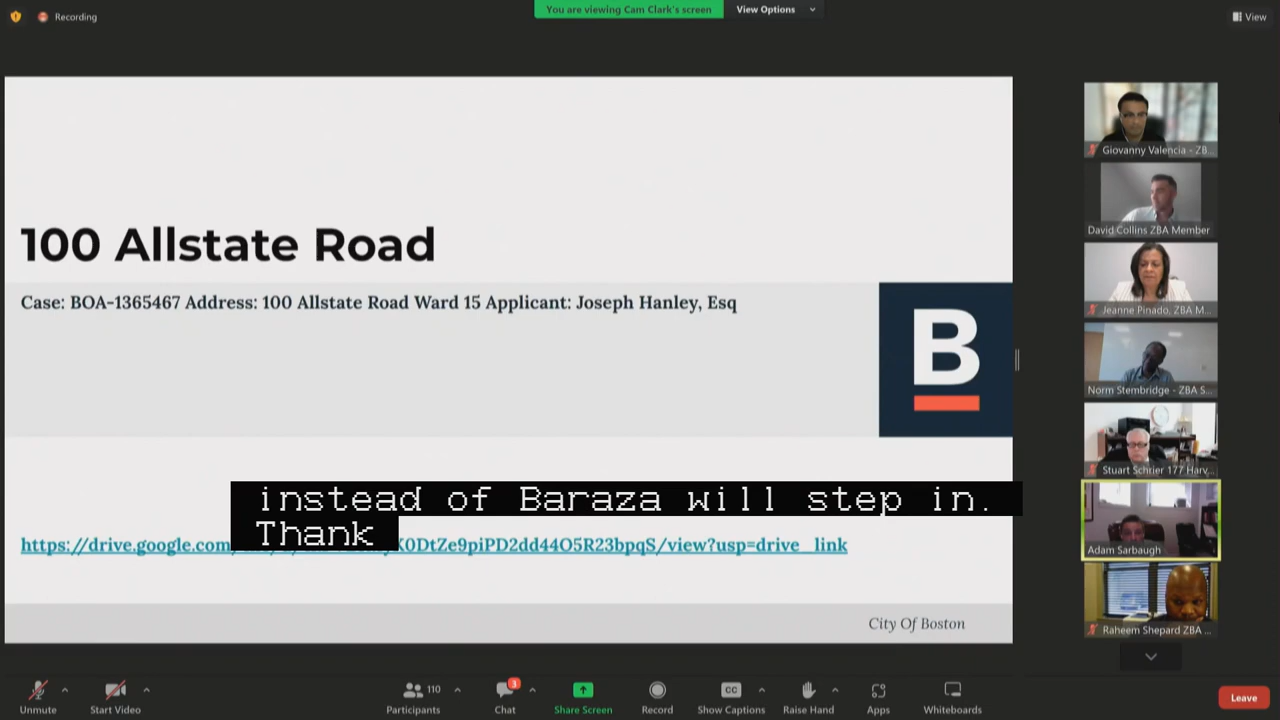 Recording
You are viewing Cam Clark's screen
View Options
View
100 Allstate Road
Case: BOA-1365467 Address: 100 Allstate Road Ward 15 Applicant: Joseph Hanley, Esq
B
instead of Baraza will step in.
Thank
https://drive.google.com K0DtZe9piPD2dd44O5R23bpqS/view?usp=drive_link
City Of Boston
Giovanny Valencia - ZB...
David Collins ZBA Member
Jeanne Pinado, ZBA M...
Norm Stembridge - ZBA S...
Stuart Schrier 177 Harv...
Adam Sarbaugh
Raheem Shepard ZBA ...
Unmute
Start Video
110
Participants
3
Chat
Share Screen
Record
CC
Show Captions
Raise Hand
Apps
Whiteboards
Leave